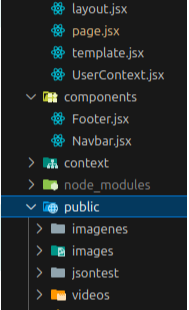 layout.jsx
page.jsx
template.jsx
UserContext.jsx
components
Footer.jsx
Navbar.jsx
context
node_modules
public
imagenes
images
jsontest
videos